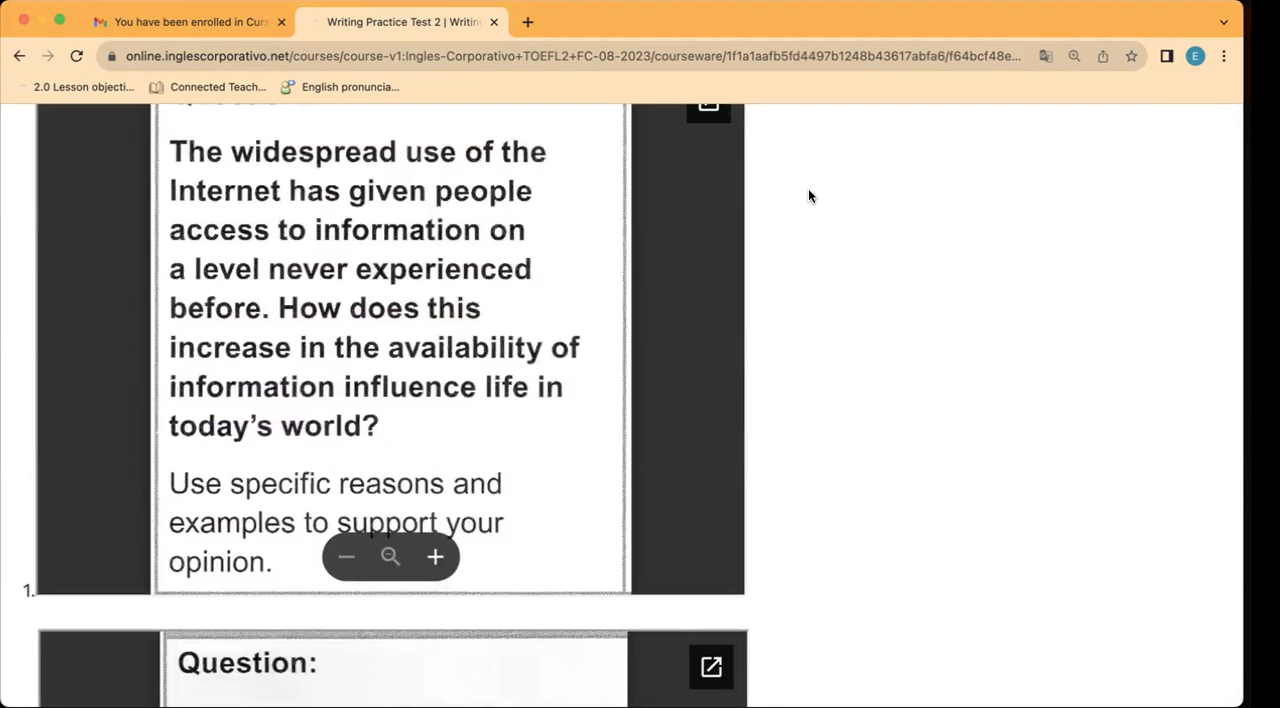 You have been enrolled in Curs
Writing Practice Test 2 | Writin
online.inglescorporativo.net/courses/course-v1:Ingles-Corporativo+TOEFL2+FC-08-2023/courseware/1f1a1aafb5fd4497b1248b43617abfa6/f64bcf48e...
E
2.0 Lesson objecti...
Connected Teach...
English pronuncia...
The widespread use of the
Internet has given people
access to information on
a level never experienced
before. How does this
increase in the availability of
information influence life in
today's world?
Use specific reasons and
examples to support your
opinion.
1.
Question: